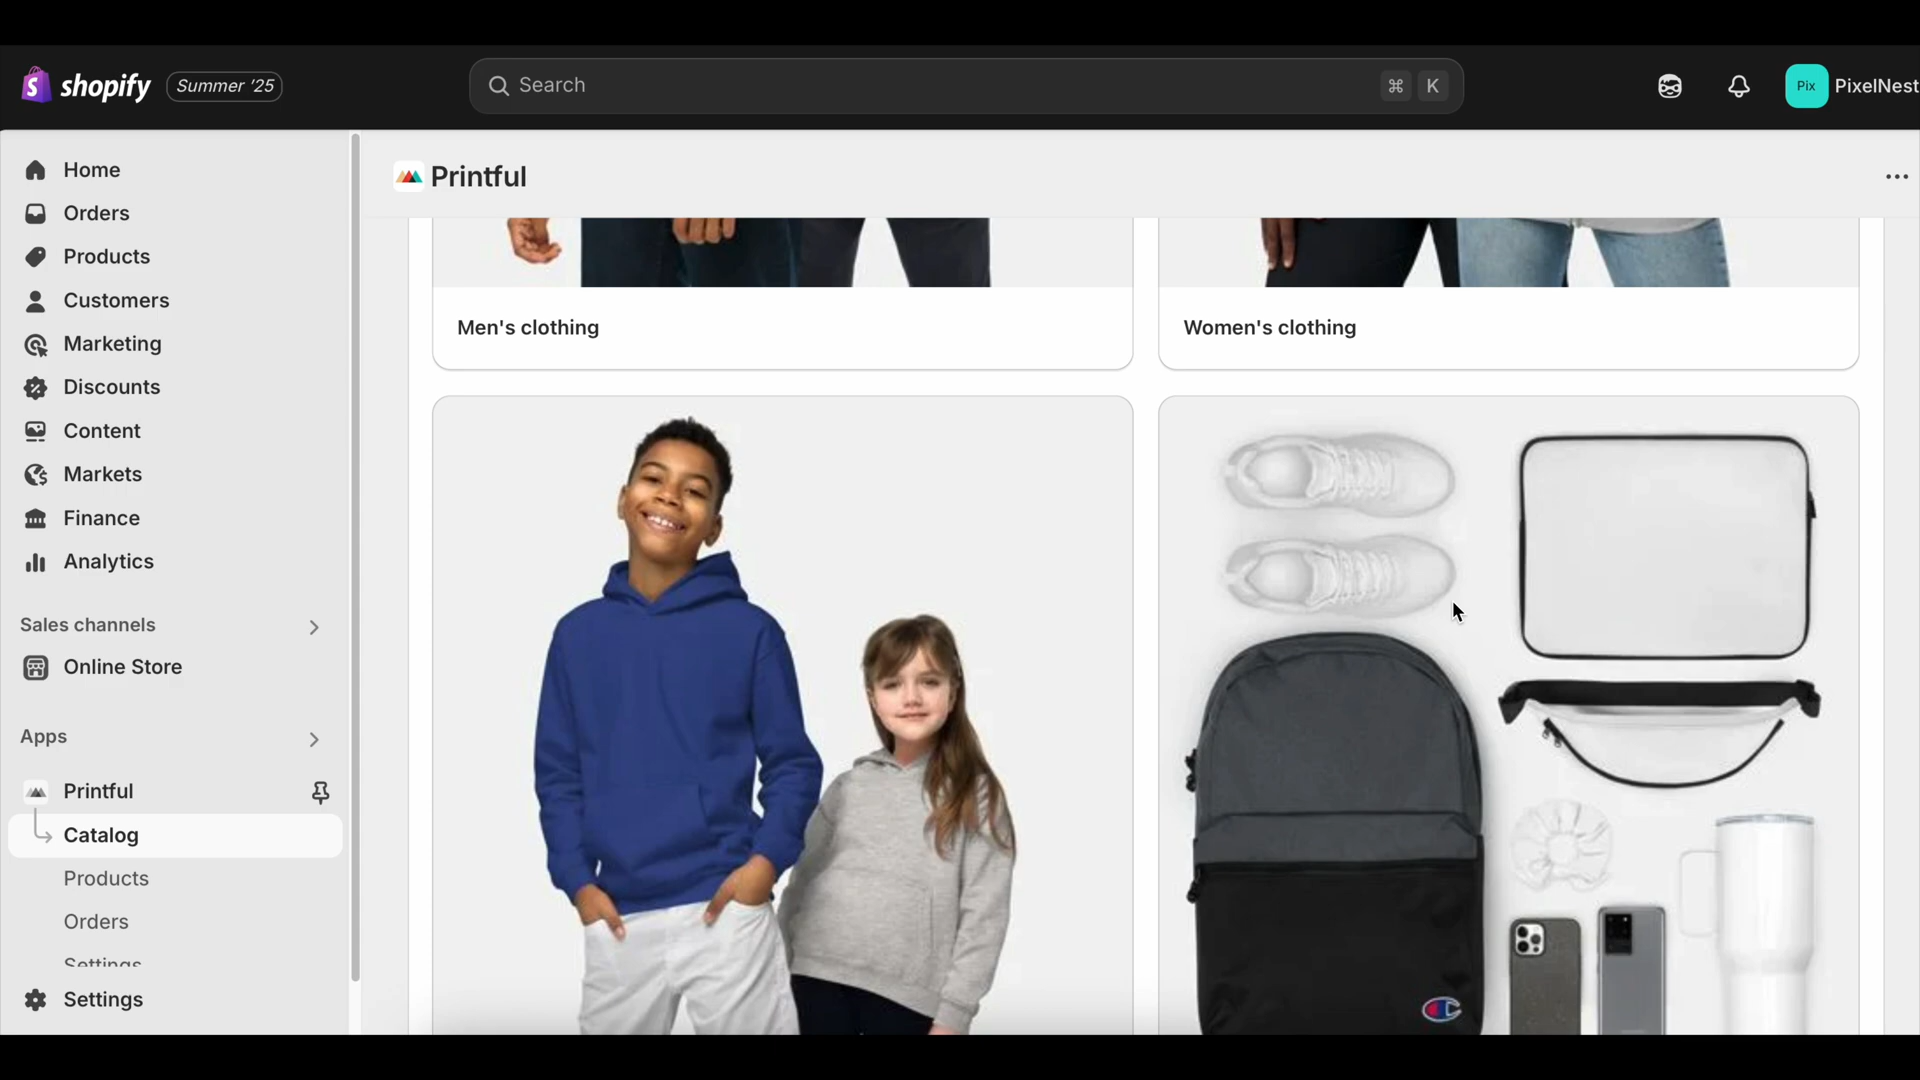 shopify
Summer '25
Search
⌘ K
Pix
PixelNest
Home
Orders
Products
Customers
Marketing
Discounts
Content
Markets
Finance
Analytics
Sales channels
Online Store
Apps
Printful
Catalog
Products
Orders
Settings
Settings
Printful
Men's clothing
Women's clothing